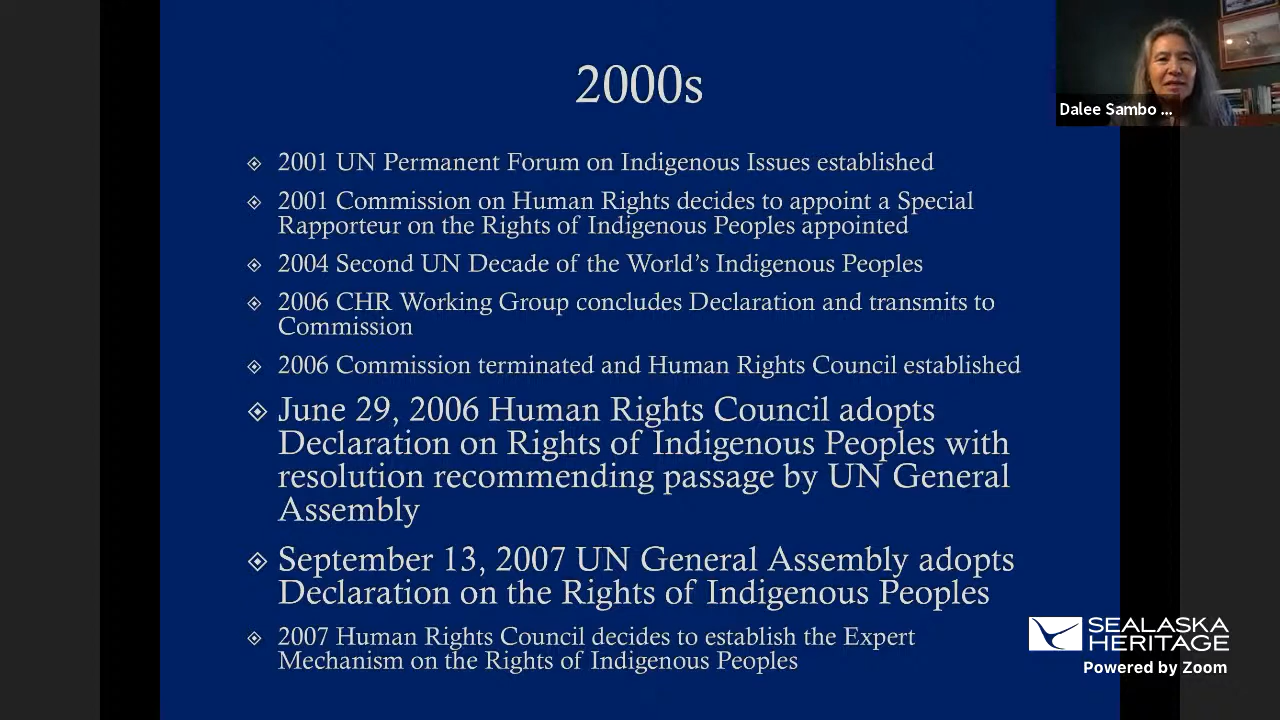 2000s
Dalee Sambo ...
2001 UN Permanent Forum on Indigenous Issues established
2001 Commission on Human Rights decides to appoint a Special
Rapporteur on the Rights of Indigenous Peoples appointed
2004 Second UN Decade of the World's Indigenous Peoples
2006 CHR Working Group concludes Declaration and transmits to
Commission
2006 Commission terminated and Human Rights Council established
June 29, 2006 Human Rights Council adopts
Declaration on Rights of Indigenous Peoples with
resolution recommending passage by UN General
Assembly
September 13, 2007 UN General Assembly adopts
Declaration on the Rights of Indigenous Peoples
2007 Human Rights Council decides to establish the Expert
Mechanism on the Rights of Indigenous Peoples
SEALASKA
HERITAGE
Powered by Zoom